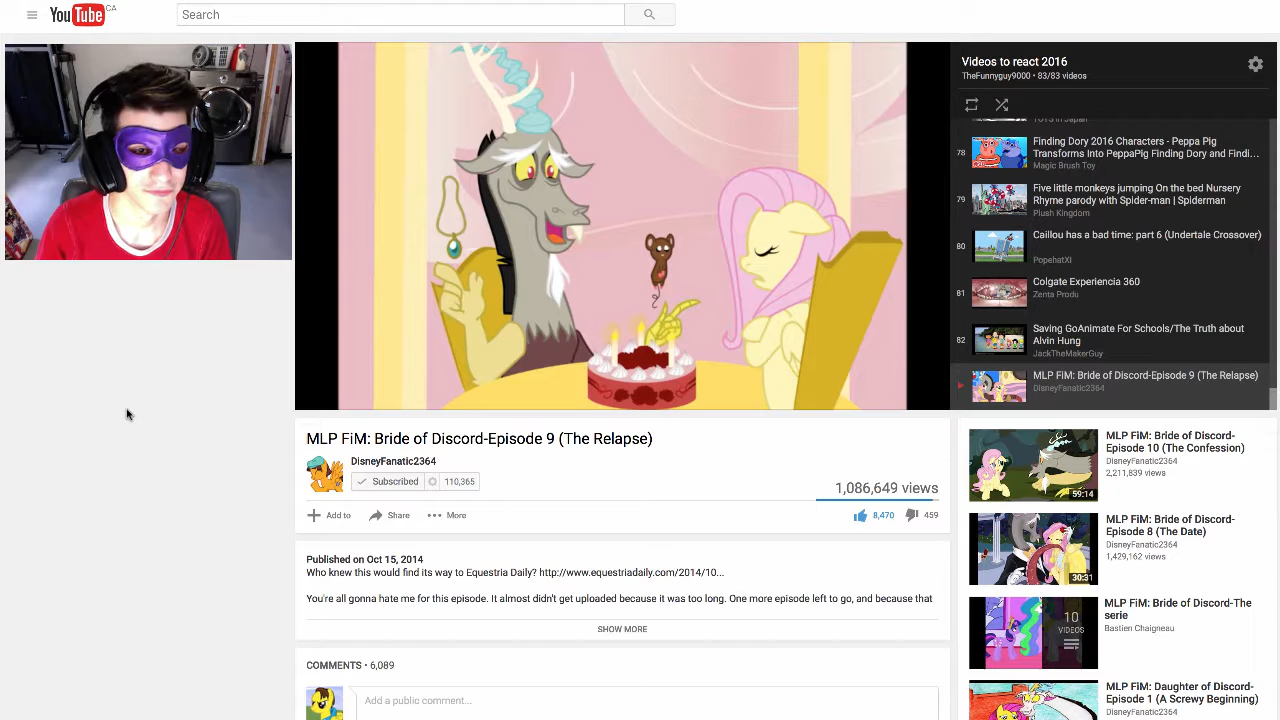 YouTube CA
Search
Videos to react 2016
TheFunnyguy9000 • 83/83 videos
78
Finding Dory 2016 Characters - Peppa Pig
Transforms Into PeppaPig Finding Dory and Findi...
Magic Brush Toy
79
Five little monkeys jumping On the bed Nursery
Rhyme parody with Spider-man | Spiderman
Plush Kingdom
80
Caillou has a bad time: part 6 (Undertale Crossover)
PopehatXI
81
Colgate Experiencia 360
Zenta Produ
82
Saving GoAnimate For Schools/The Truth about
Alvin Hung
JackTheMakerGuy
MLP FiM: Bride of Discord-Episode 9 (The Relapse)
DisneyFanatic2364
MLP FiM: Bride of Discord-Episode 9 (The Relapse)
DisneyFanatic2364
Subscribed 110,365
1,086,649 views
Add to Share More
8,470 459
Published on Oct 15, 2014
Who knew this would find its way to Equestria Daily? http://www.equestriadaily.com/2014/10...
You're all gonna hate me for this episode. It almost didn't get uploaded because it was too long. One more episode left to go, and because that
SHOW MORE
COMMENTS • 6,089
Add a public comment...
MLP FiM: Bride of Discord-
Episode 10 (The Confession)
DisneyFanatic2364
2,211,839 views
59:14
MLP FiM: Bride of Discord-
Episode 8 (The Date)
DisneyFanatic2364
1,429,162 views
30:31
MLP FiM: Bride of Discord-The
serie
Bastien Chaigneau
10
VIDEOS
MLP FiM: Daughter of Discord-
Episode 1 (A Screwy Beginning)
DisneyFanatic2364